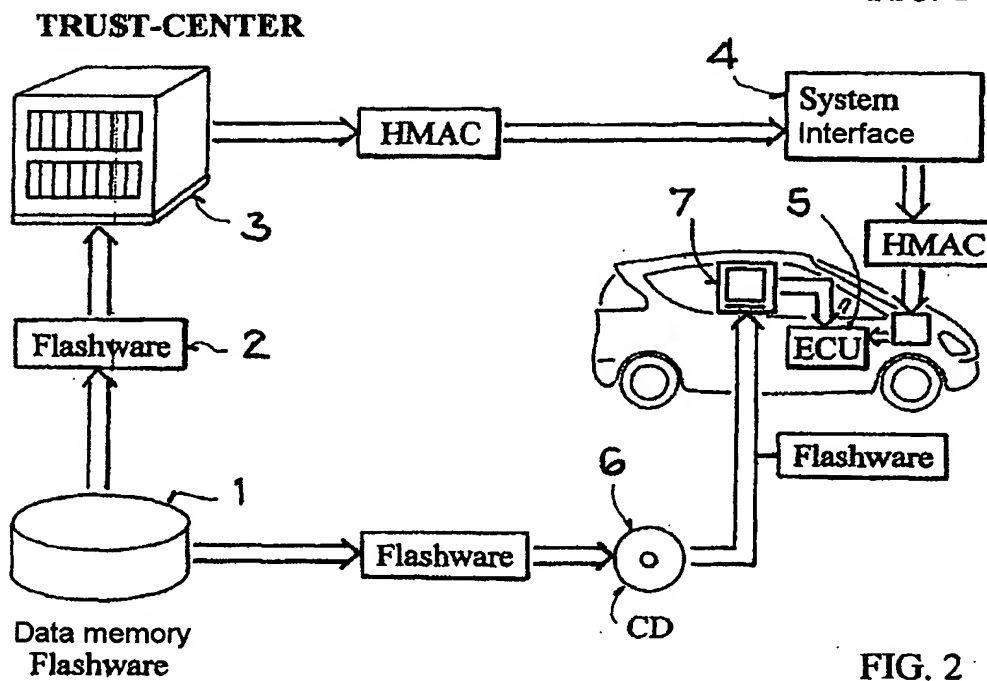 TRUST-CENTER
4
System
Interface
HMAC
3
7
5
HMAC
ECU
Flashware
2
Flashware
6
1
Flashware
CD
Data memory
Flashware
FIG. 2